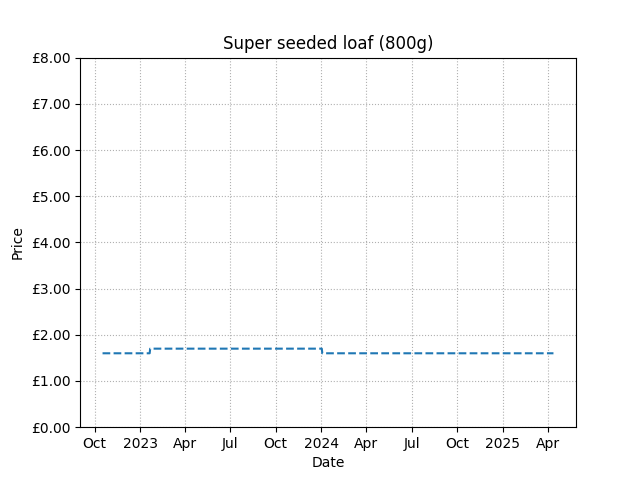 Super seeded loaf (800g)
£8.00
£7.00
£6.00
£5.00
£4.00
£3.00
£2.00
£1.00
£0.00
Price
Oct 2023 Apr Jul Oct 2024 Apr Jul Oct 2025 Apr
Date